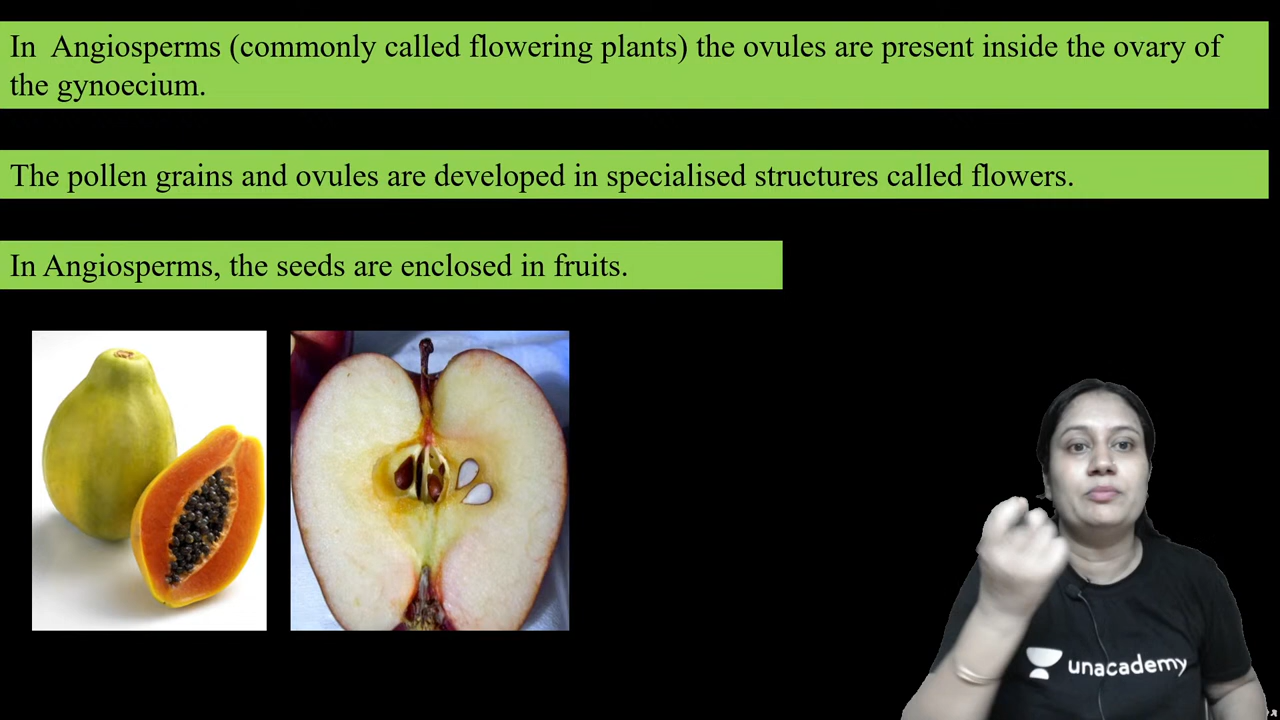 In  Angiosperms (commonly called flowering plants) the ovules are present inside the ovary of
the gynoecium.
The pollen grains and ovules are developed in specialised structures called flowers.
In Angiosperms, the seeds are enclosed in fruits.
unacademy